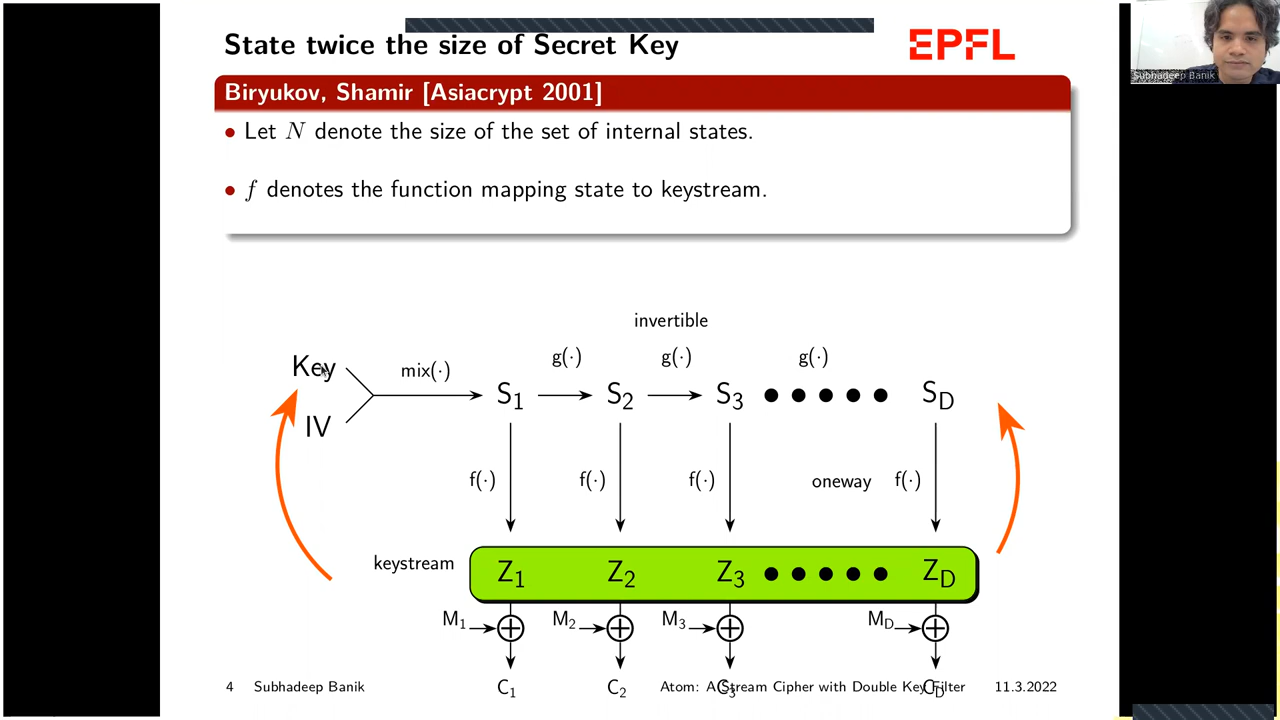 State twice the size of Secret Key
EPFL
Subhadeep Banik
Biryukov, Shamir [Asiacrypt 2001]
• Let N denote the size of the set of internal states.
• f denotes the function mapping state to keystream.
invertible
g(·) g(·) g(·)
Key mix(·)
S1 S2 S3 ••••• SD
IV
f(·) f(·) f(·) oneway f(·)
keystream Z1 Z2 Z3 ••••• ZD
M1 M2 M3 MD
C1 C2 C3 CD
4 Subhadeep Banik Atom: A Stream Cipher with Double Key Filter 11.3.2022